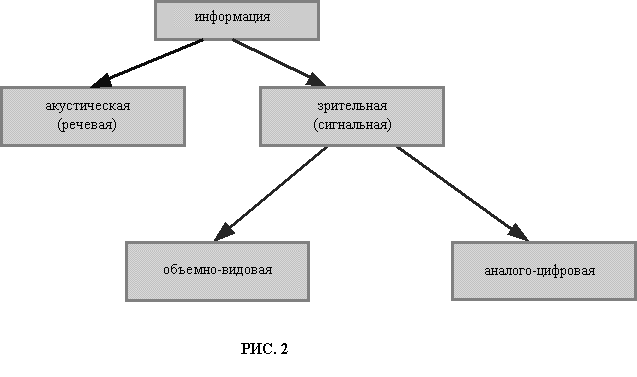 информация
акустическая
(речевая)
зрительная
(сигнальная)
объемно-видовая
аналого-цифровая
РИС. 2